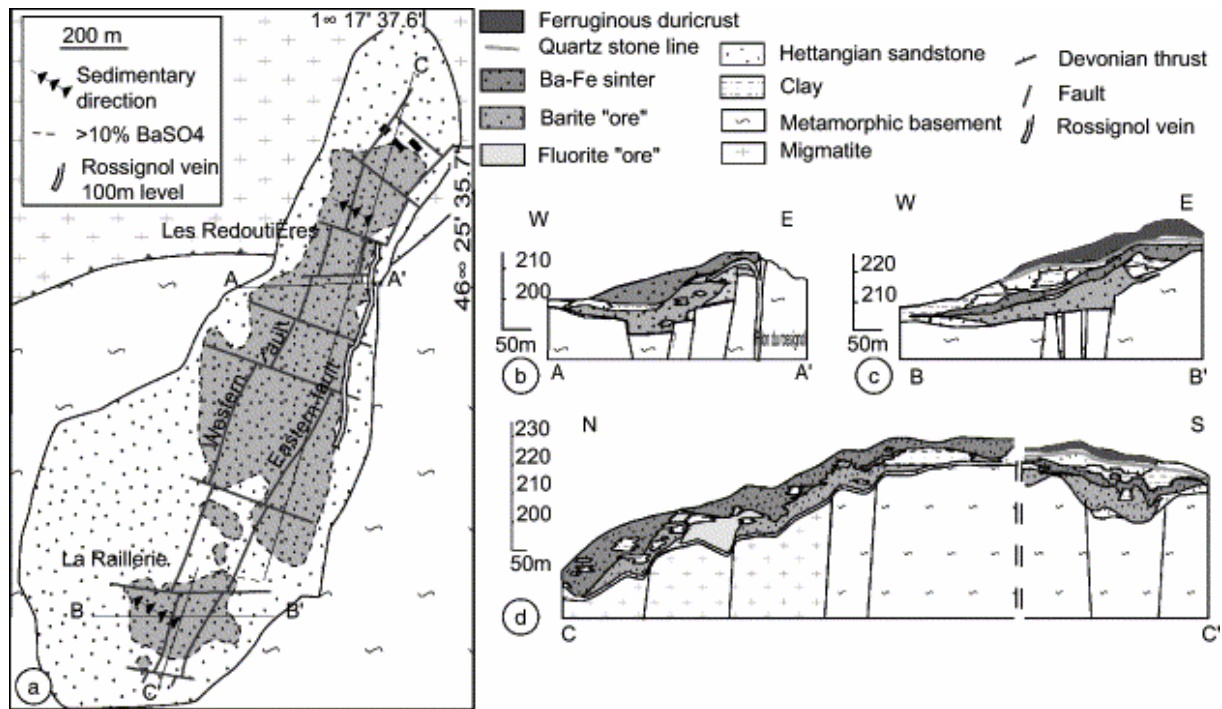 1∞ 17' 37.6'
200 m
Sedimentary
direction
>10% BaSO4
Rossignol vein
100m level
C
46∞ 25' 35.7
Les RedoutiEres
A
A'
Western Fault
Eastern fault
La Raillerie
B
B'
C'
a
Ferruginous duricrust
Quartz stone line
Ba-Fe sinter
Barite "ore"
Fluorite "ore"
Hettangian sandstone
Clay
Metamorphic basement
Migmatite
Devonian thrust
Fault
Rossignol vein
W
E
210
200
50m
b
A
A'
W
E
220
210
50m
c
B
B'
N
S
230
220
210
200
50m
d
C
C'